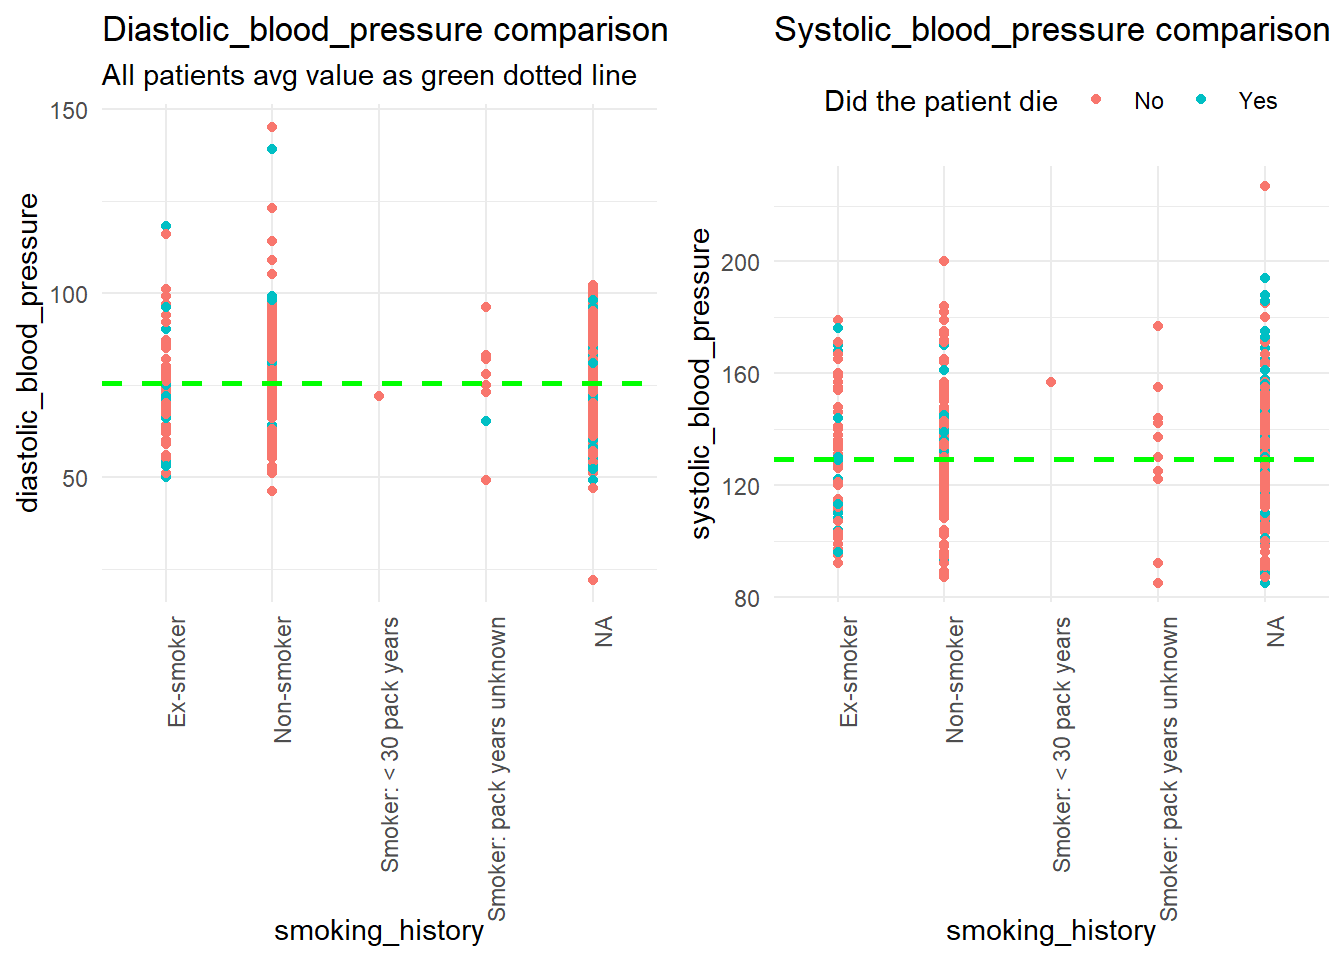 Diastolic_blood_pressure comparison
All patients avg value as green dotted line
diastolic_blood_pressure
150
100
50
Ex-smoker
Non-smoker
Smoker: < 30 pack years
Smoker: pack years unknown
NA
smoking_history
Systolic_blood_pressure comparison
Did the patient die No Yes
systolic_blood_pressure
200
160
120
80
Ex-smoker
Non-smoker
Smoker: < 30 pack years
Smoker: pack years unknown
NA
smoking_history